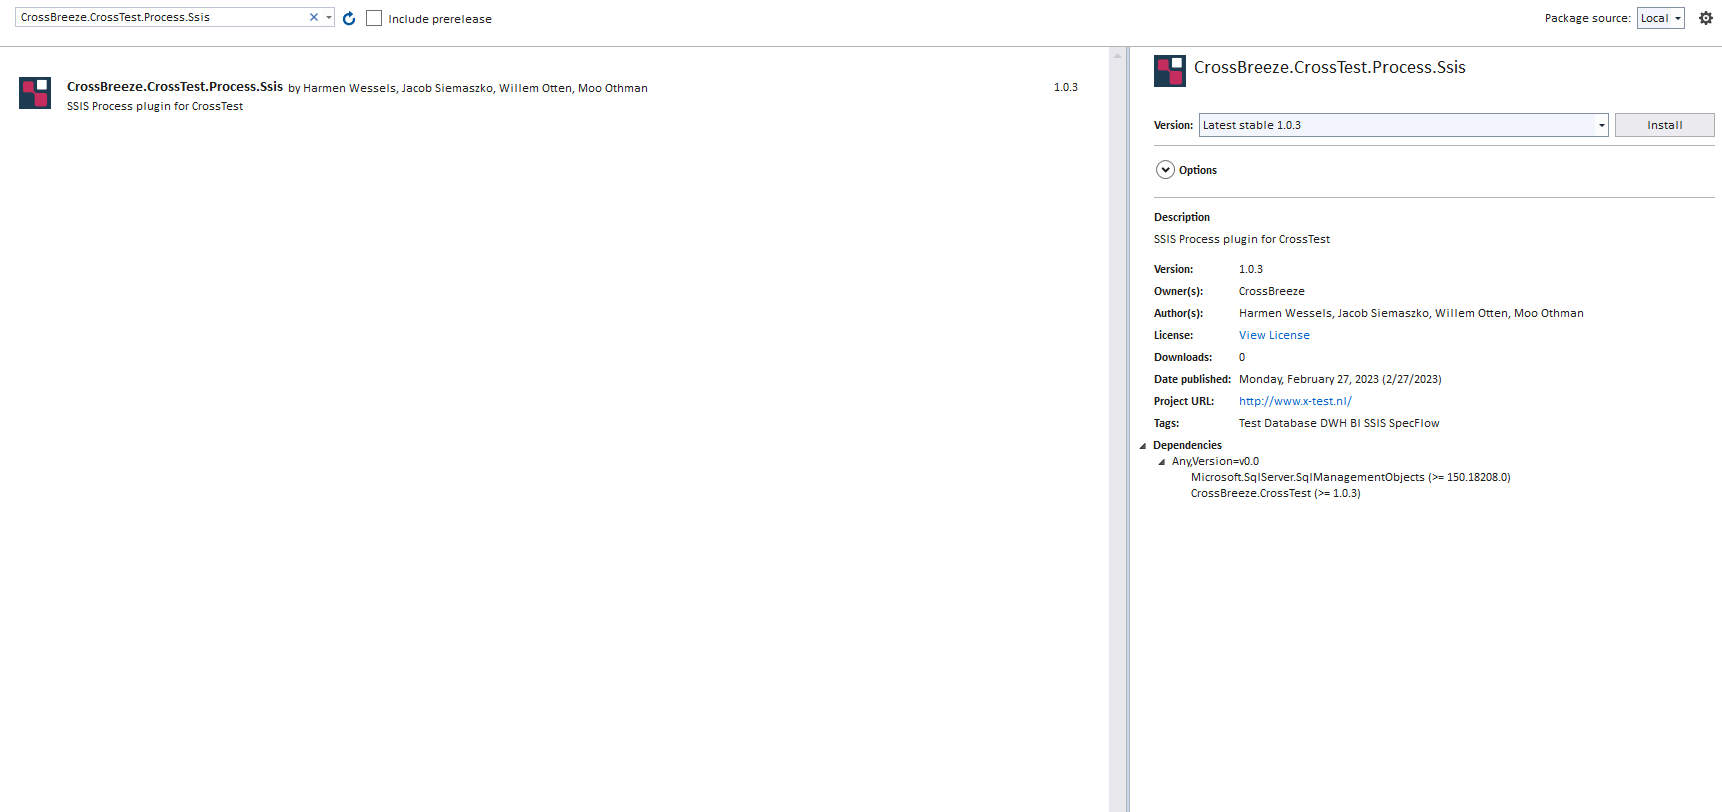 CrossBreeze.CrossTest.Process.Ssis
Include prerelease
Package source: Local
CrossBreeze.CrossTest.Process.Ssis by Harmen Wessels, Jacob Siemaszko, Willem Otten, Moo Othman 1.0.3
SSIS Process plugin for CrossTest
CrossBreeze.CrossTest.Process.Ssis
Version: Latest stable 1.0.3 Install
Options
Description
SSIS Process plugin for CrossTest
Version: 1.0.3
Owner(s): CrossBreeze
Author(s): Harmen Wessels, Jacob Siemaszko, Willem Otten, Moo Othman
License: View License
Downloads: 0
Date published: Monday, February 27, 2023 (2/27/2023)
Project URL: http://www.x-test.nl/
Tags: Test Database DWH BI SSIS SpecFlow
Dependencies
Any,Version=v0.0
Microsoft.SqlServer.SqlManagementObjects (>= 150.18208.0)
CrossBreeze.CrossTest (>= 1.0.3)